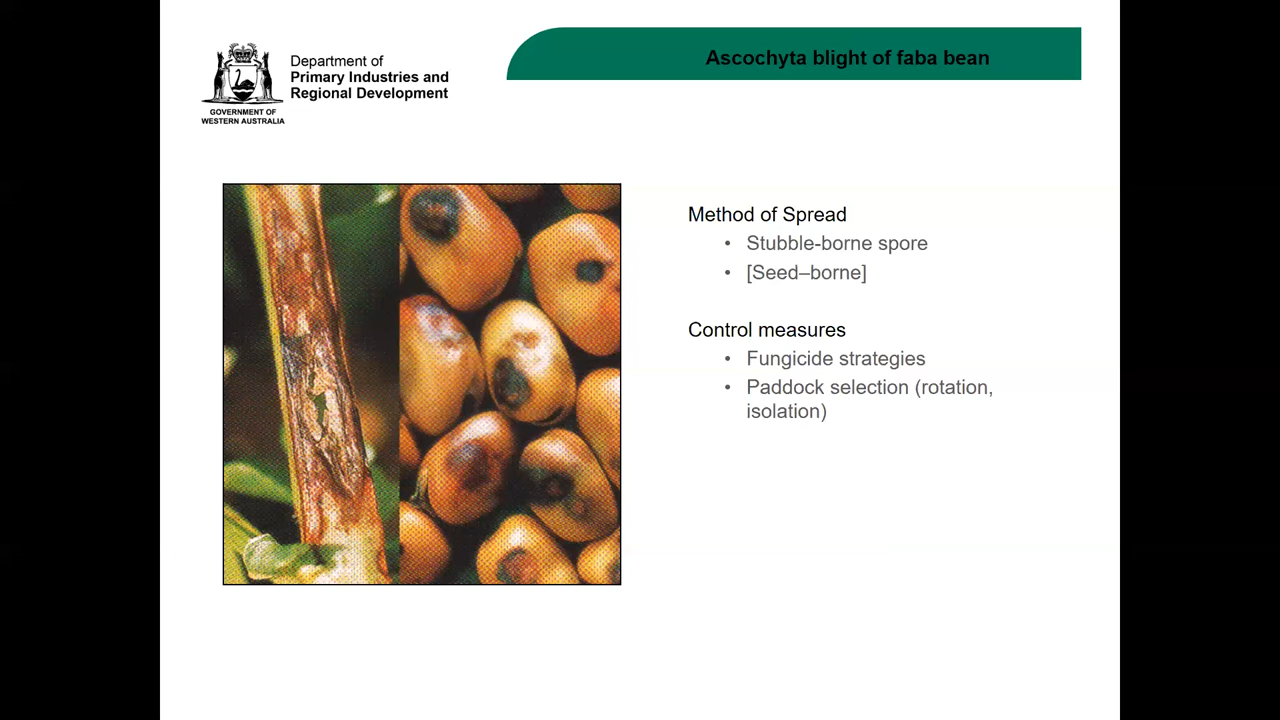 Department of
Primary Industries and
Regional Development
GOVERNMENT OF
WESTERN AUSTRALIA
Ascochyta blight of faba bean
Method of Spread
• Stubble-borne spore
• [Seed–borne]
Control measures
• Fungicide strategies
• Paddock selection (rotation,
isolation)